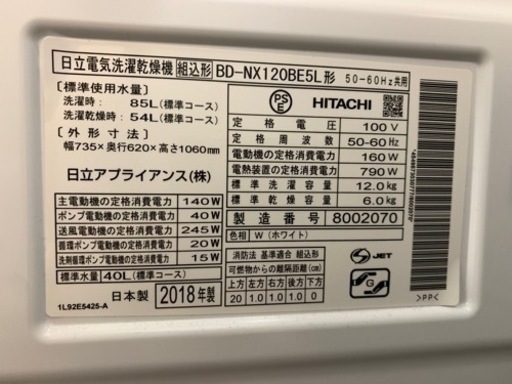 日立電気洗濯乾燥機 組込形 BD-NX120BE5L形 50-60Hz共用
[標準使用水量]
洗濯時: 85L(標準コース)
洗濯乾燥時: 54L(標準コース)
[外形寸法]
幅735×奥行620×高さ1060mm
日立アプライアンス(株)
主電動機の定格消費電力 140W
ポンプ電動機の定格消費電力 40W
送風電動機の定格消費電力 245W
循環ポンプ電動機の定格消費電力 20W
洗剤循環ポンプの定格消費電力 15W
標準水量 40L(標準コース)
日本製 2018年製
1L92E5425-A
PSE HITACHI
定格電圧 100V
定格周波数 50-60Hz
電動機の定格消費電力 160W
電熱装置の定格消費電力 790W
標準洗濯容量 12.0kg
標準乾燥容量 6.0kg
製造番号 8002070
色相 W(ホワイト)
消防法 基準適合 組込形
可燃物からの離隔距離(cm)
上方 左方 右方 前方 後方 下方
20 1.0 1.0 1.0 1.0 0
S JET
G
>PP<